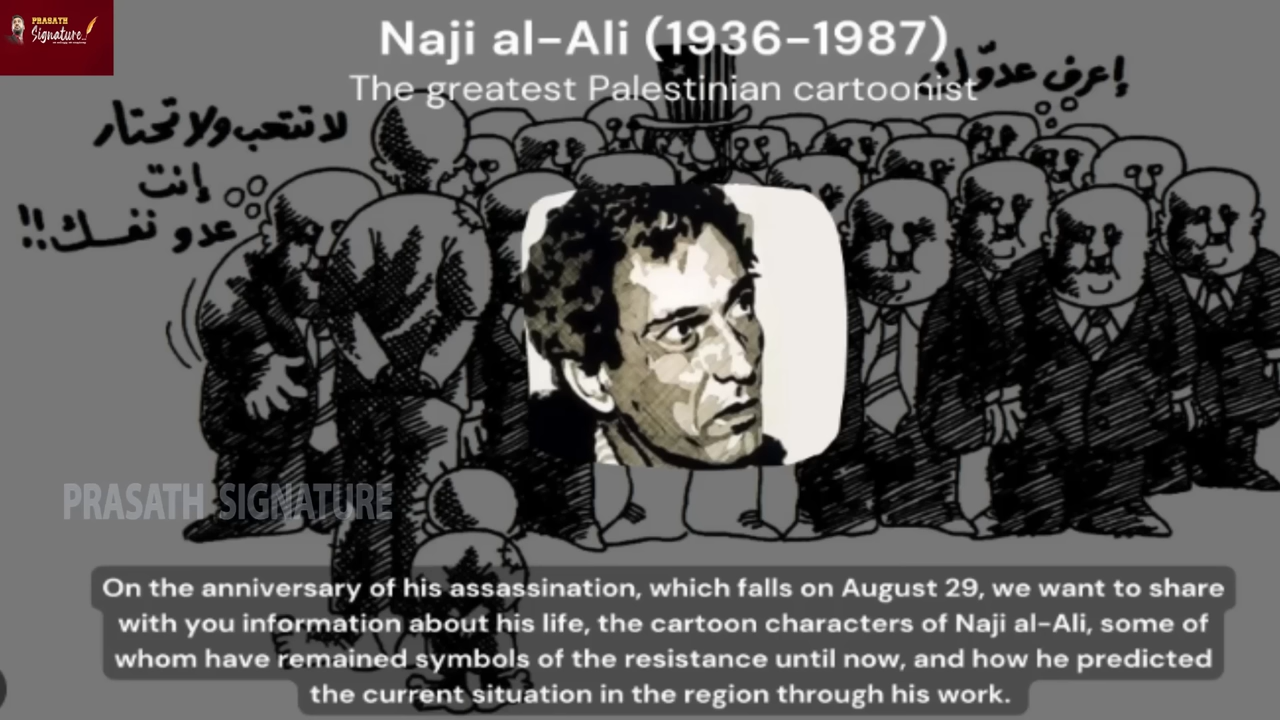 PRASATH
Signature
Naji al-Ali (1936-1987)
The greatest Palestinian cartoonist
إعرف عدوّك
لا تتعب ولا تحتار
إنت
عدو نفسك!!
PRASATH SIGNATURE
On the anniversary of his assassination, which falls on August 29, we want to share
with you information about his life, the cartoon characters of Naji al-Ali, some of
whom have remained symbols of the resistance until now, and how he predicted
the current situation in the region through his work.